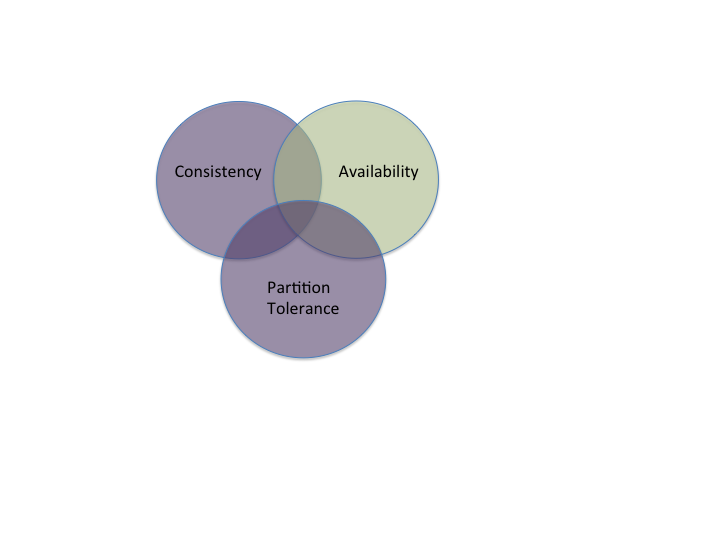 Consistency
Availability
Partition
Tolerance